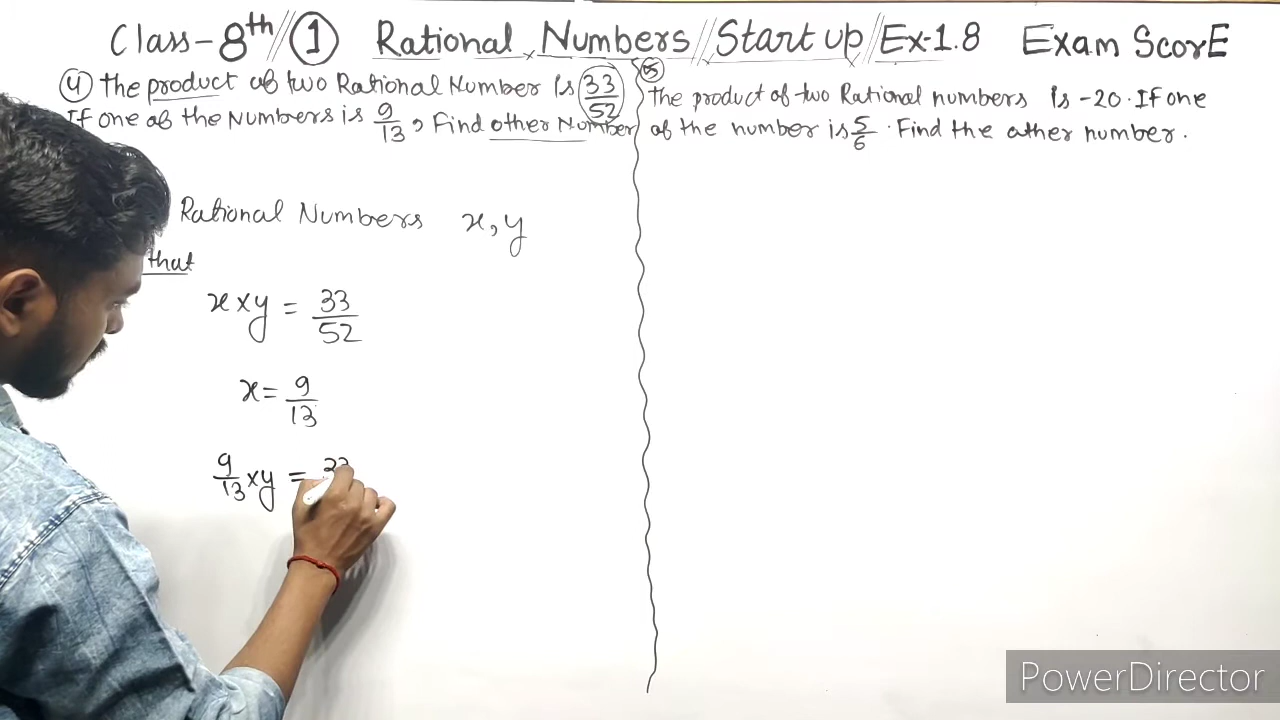 Class-8th//① Rational Numbers//Start up//Ex-1.8 Exam ScorE
④ The product of two Rational Number is 33/52
If one of the Numbers is 9/13, Find other Number
Rational Numbers x, y
that
x × y = 33/52
x = 9/13
9/13 × y = 33
⑤
The product of two Rational numbers is -20. If one
of the number is 5/6. Find the other number.
PowerDirector